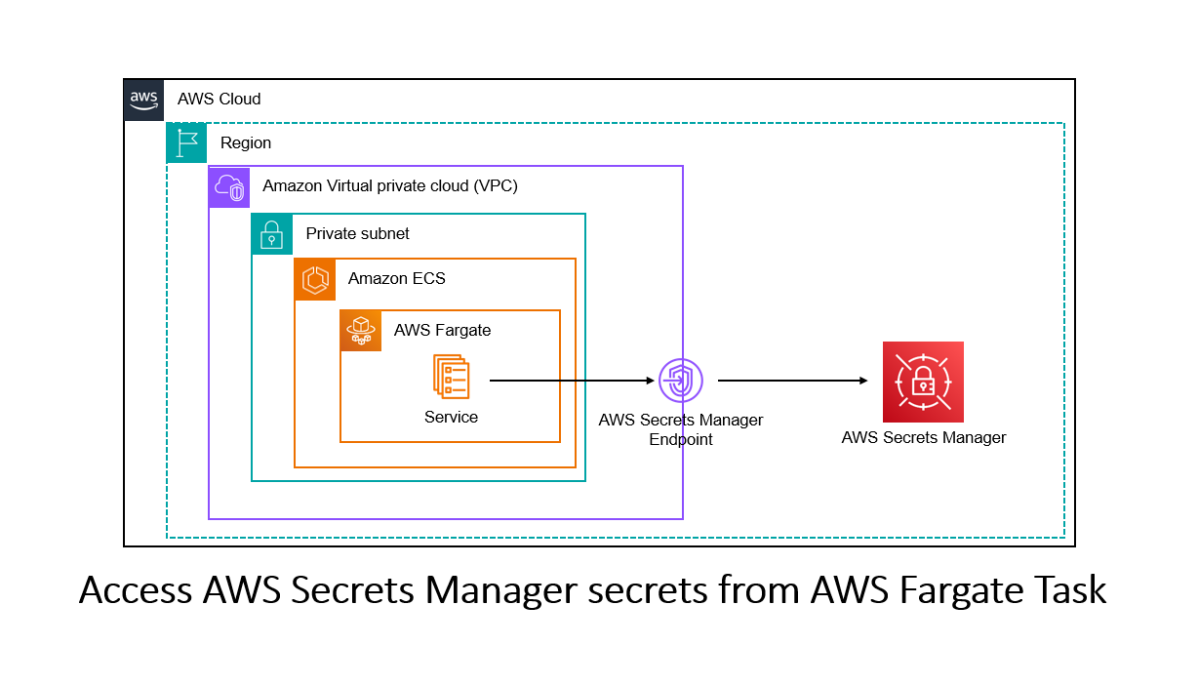 aws
AWS Cloud
Region
Amazon Virtual private cloud (VPC)
Private subnet
Amazon ECS
AWS Fargate
Service
AWS Secrets Manager
Endpoint
AWS Secrets Manager
Access AWS Secrets Manager secrets from AWS Fargate Task